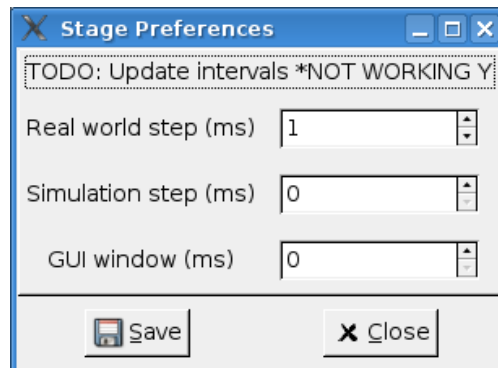 Stage Preferences
TODO: Update intervals *NOT WORKING Y
Real world step (ms) 1
Simulation step (ms) 0
GUI window (ms) 0
Save Close